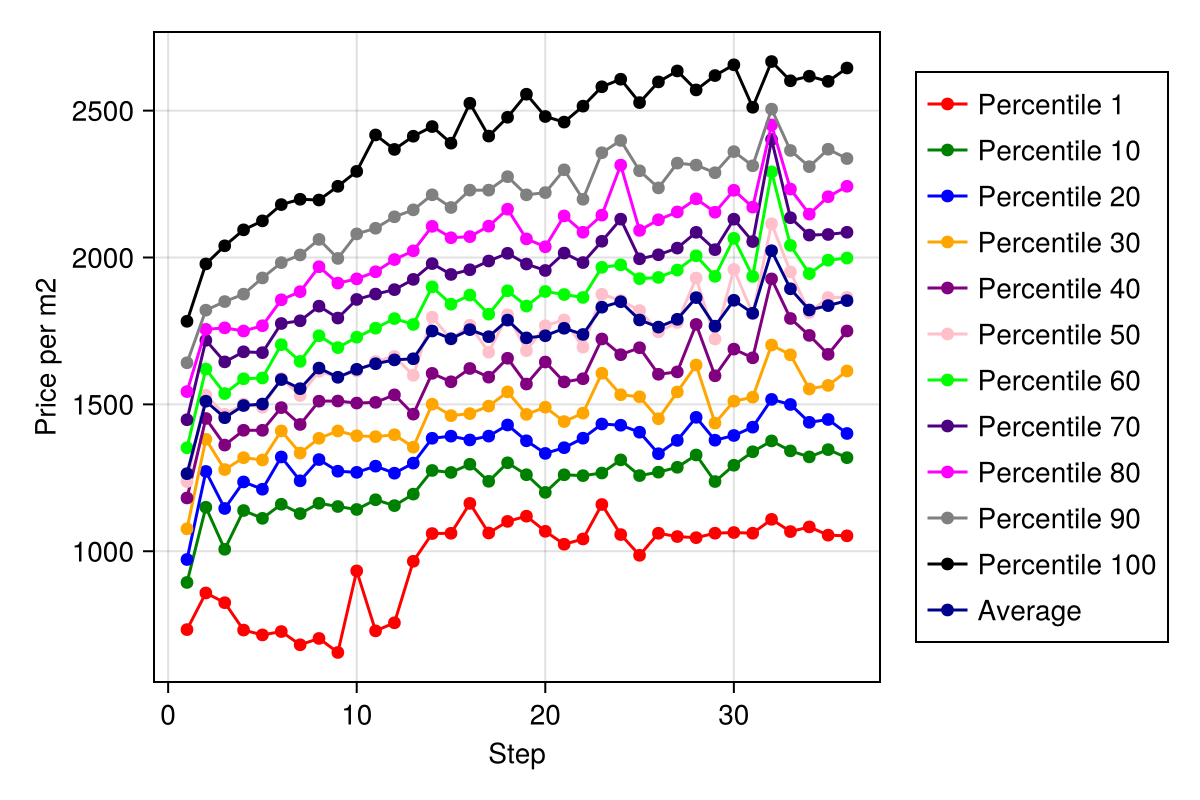 2500
2000
1500
1000
Price per m2
0 10 20 30
Step
Percentile 1
Percentile 10
Percentile 20
Percentile 30
Percentile 40
Percentile 50
Percentile 60
Percentile 70
Percentile 80
Percentile 90
Percentile 100
Average